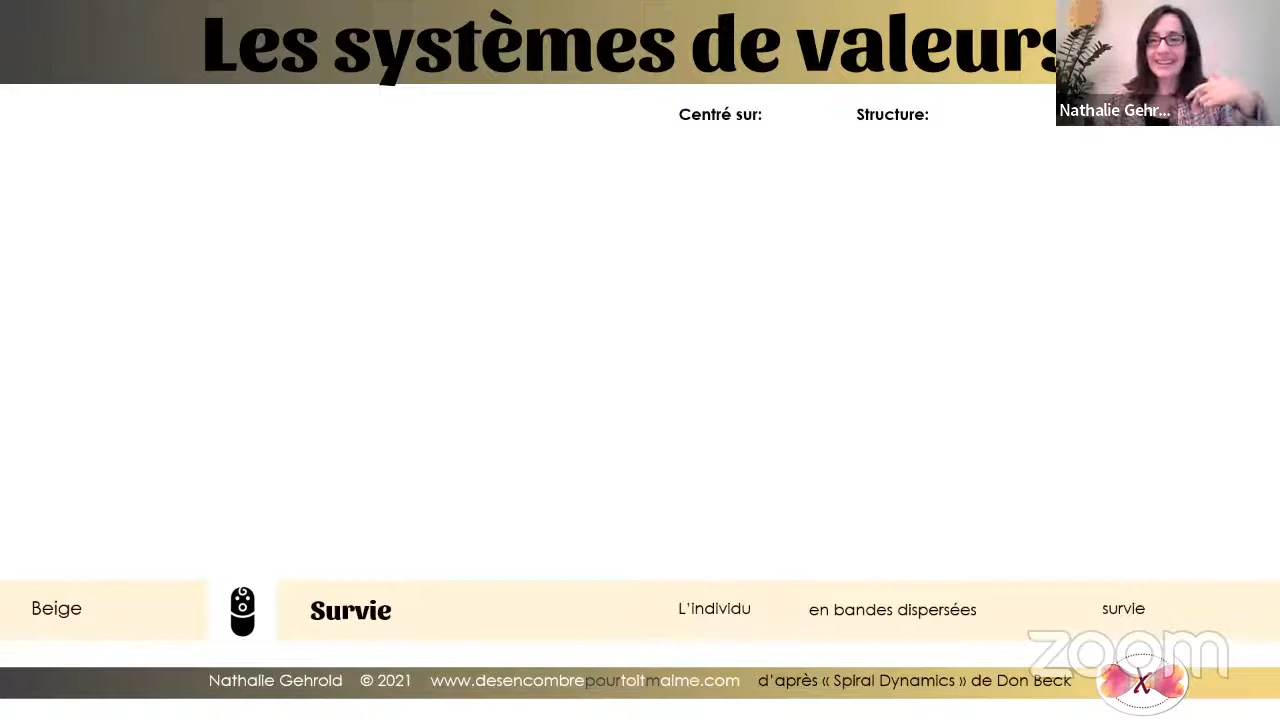 Les systèmes de valeurs
Nathalie Gehr...
Centré sur: Structure:
Beige Survie L'individu en bandes dispersées survie
zoom
Nathalie Gehrold © 2021 www.desencombrepourtoitmaime.com d'après « Spiral Dynamics » de Don Beck
X